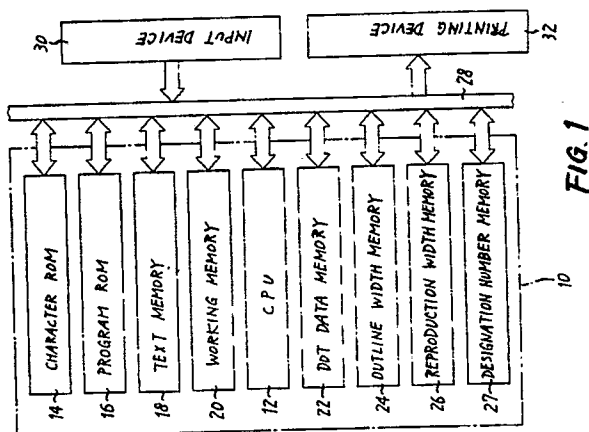 30
INPUT DEVICE
32
PRINTING DEVICE
28
14
CHARACTER ROM
16
PROGRAM ROM
18
TEXT MEMORY
20
WORKING MEMORY
12
CPU
22
DOT DATA MEMORY
24
OUTLINE WIDTH MEMORY
26
REPRODUCTION WIDTH MEMORY
27
DESIGNATION NUMBER MEMORY
10
FIG. 1